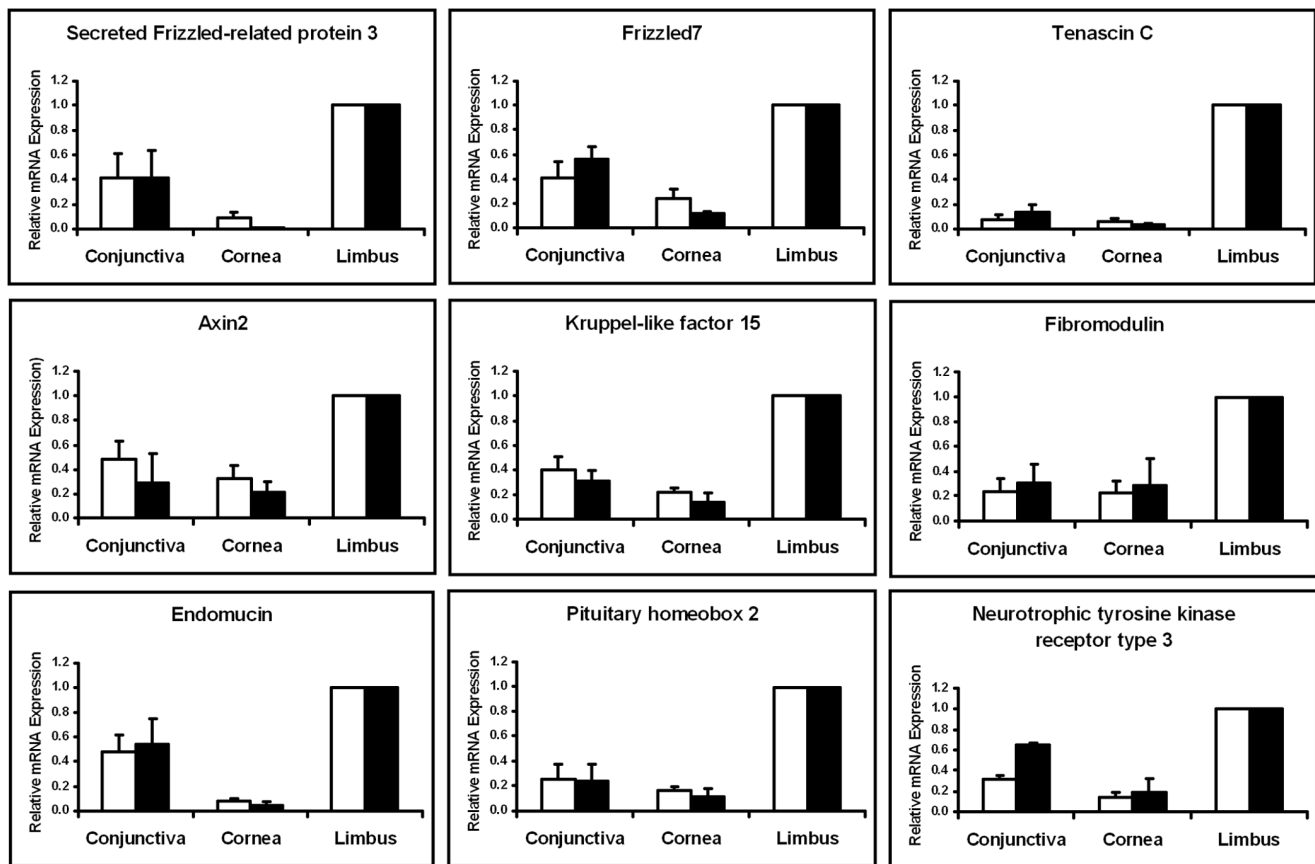 Secreted Frizzled-related protein 3
Relative mRNA Expression
1.2
1.0
0.8
0.6
0.4
0.2
0.0
Conjunctiva Cornea Limbus
Frizzled7
Relative mRNA Expression
1.2
1.0
0.8
0.6
0.4
0.2
0.0
Conjunctiva Cornea Limbus
Tenascin C
Relative mRNA Expression
1.2
1.0
0.8
0.6
0.4
0.2
0.0
Conjunctiva Cornea Limbus
Axin2
Relative mRNA Expression)
1.2
1.0
0.8
0.6
0.4
0.2
0.0
Conjunctiva Cornea Limbus
Kruppel-like factor 15
Relative mRNA Expression
1.2
1.0
0.8
0.6
0.4
0.2
0.0
Conjunctiva Cornea Limbus
Fibromodulin
Relative mRNA Expression
1.2
1.0
0.8
0.6
0.4
0.2
0.0
Conjunctiva Cornea Limbus
Endomucin
Relative mRNA Expression
1.2
1.0
0.8
0.6
0.4
0.2
0.0
Conjunctiva Cornea Limbus
Pituitary homeobox 2
Relative mRNA Expression
1.2
1.0
0.8
0.6
0.4
0.2
0.0
Conjunctiva Cornea Limbus
Neurotrophic tyrosine kinase
receptor type 3
Relative mRNA Expression
1.2
1.0
0.8
0.6
0.4
0.2
0.0
Conjunctiva Cornea Limbus